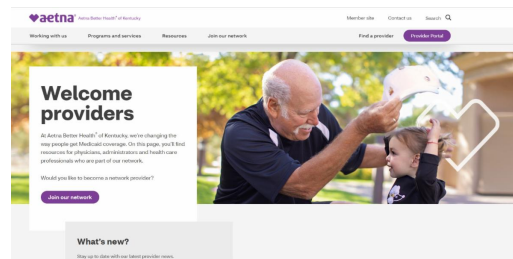 aetna® Aetna Better Health® of Kentucky
Member site Contact us Search
Working with us Programs and services Resources Join our network Find a provider Provider Portal
Welcome
providers
At Aetna Better Health® of Kentucky, we're changing the
way people get Medicaid coverage. On this page, you'll find
resources for physicians, administrators and health care
professionals who are part of our network.
Would you like to become a network provider?
Join our network
What's new?
Stay up to date with our latest provider news.